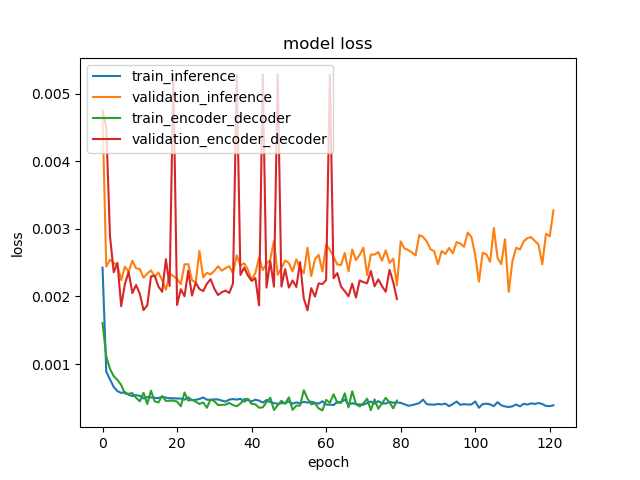 model loss
train_inference
validation_inference
train_encoder_decoder
validation_encoder_decoder
0.005
0.004
0.003
0.002
0.001
loss
0 20 40 60 80 100 120
epoch